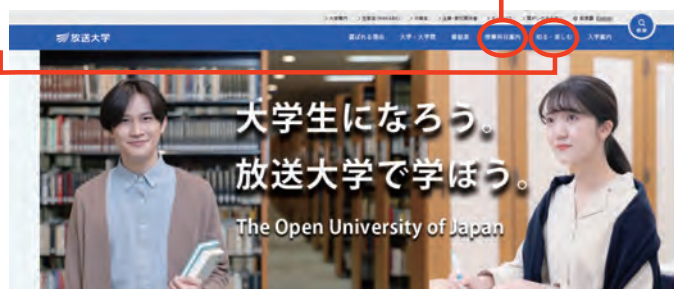 放送大学
選ばれる理由 大学・大学院 番組表 授業科目案内 知る・楽しむ 入学案内
大学生になろう。
放送大学で学ぼう。
The Open University of Japan